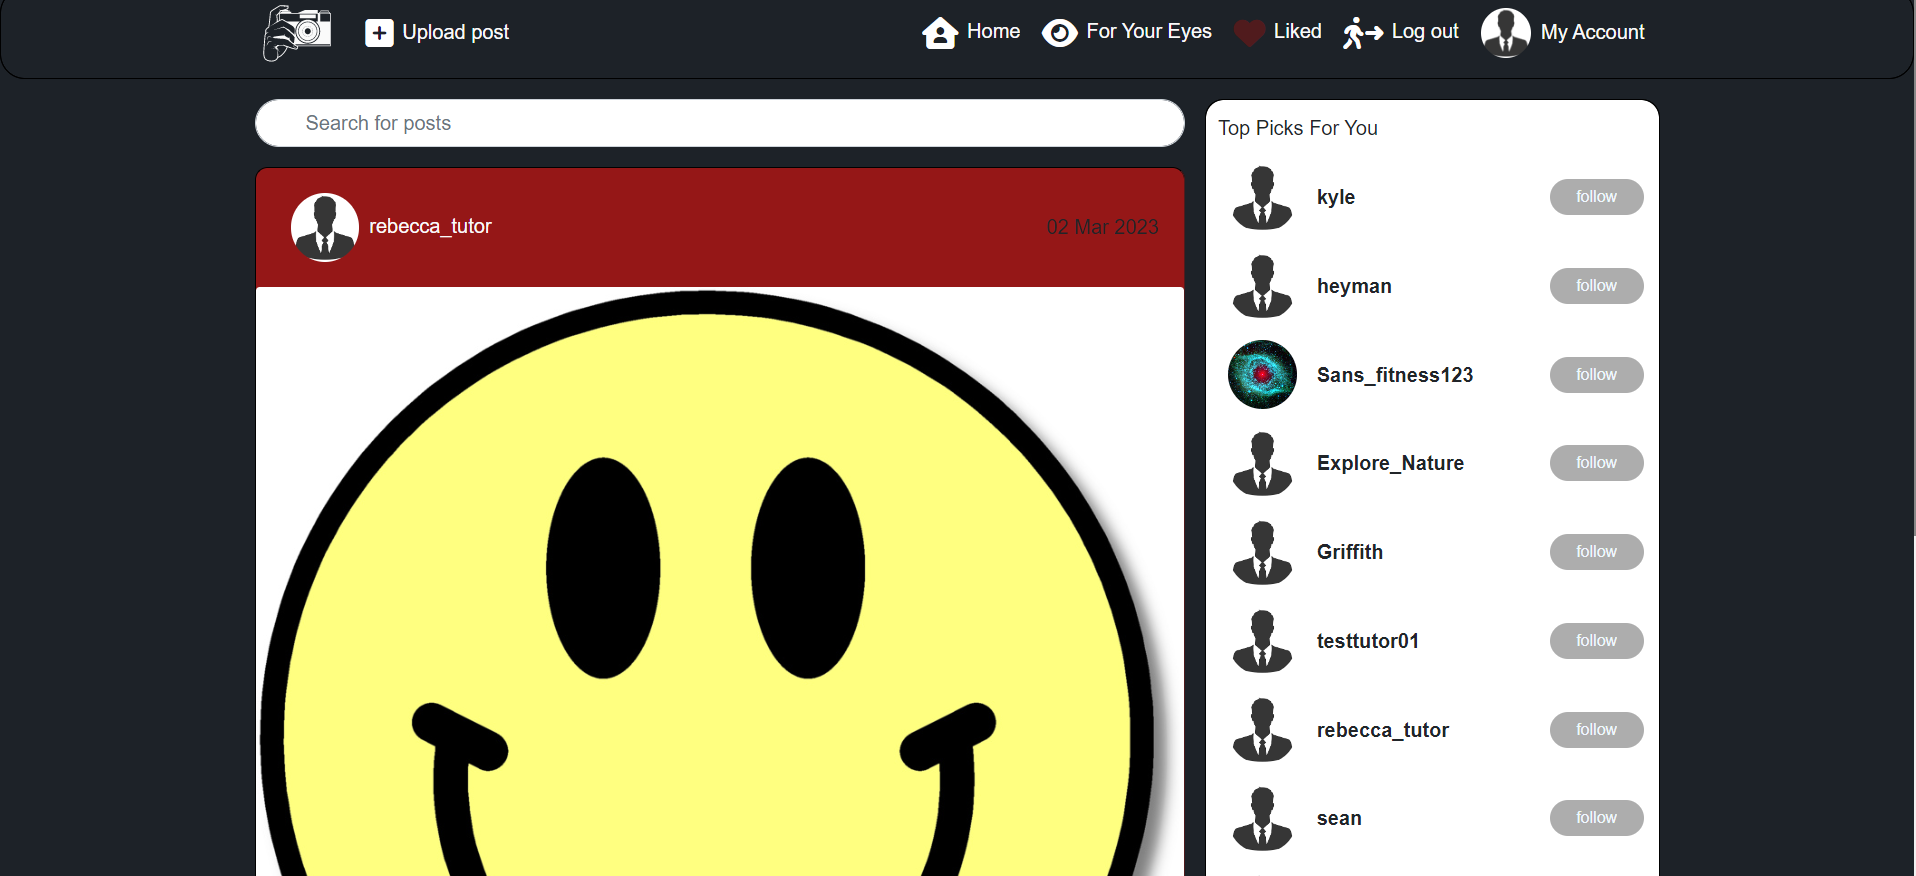 Upload post
Home
For Your Eyes
Liked
Log out
My Account
Search for posts
rebecca_tutor
02 Mar 2023
Top Picks For You
kyle
follow
heyman
follow
Sans_fitness123
follow
Explore_Nature
follow
Griffith
follow
testtutor01
follow
rebecca_tutor
follow
sean
follow